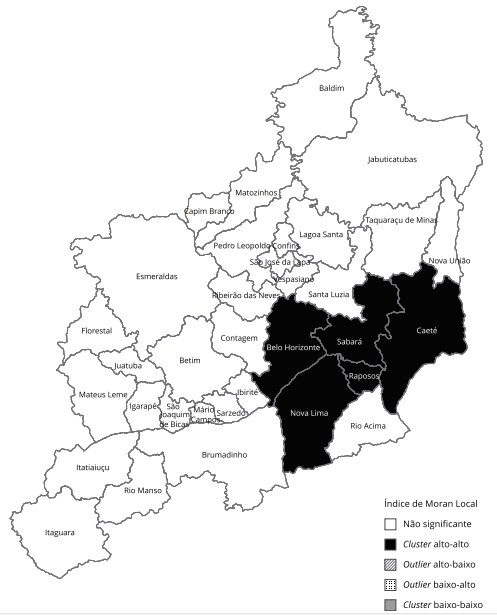 Baldim
Jabuticatubas
Matozinhos
Capim Branco
Taquaraçu de Minas
Lagoa Santa
Pedro Leopoldo
Confins
Nova União
São José da Lapa
Esmeraldas
Vespasiano
Ribeirão das Neves
Santa Luzia
Florestal
Caeté
Contagem
Sabará
Belo Horizonte
Betim
Juatuba
Raposos
Mateus Leme
Ibirité
Igarapé
São
Joaquim
de Bicas
Mário
Campos
Sarzedo
Nova Lima
Rio Acima
Brumadinho
Itatiaiuçu
Rio Manso
Itaguara
Índice de Moran Local
Não significante
Cluster alto-alto
Outlier alto-baixo
Outlier baixo-alto
Cluster baixo-baixo